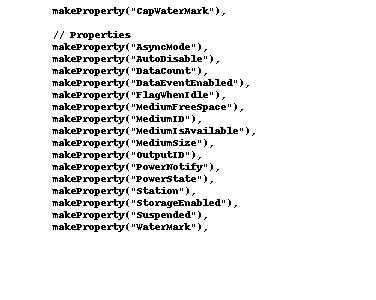 makeProperty("CapWaterMark"),
// Properties
makeProperty("AsyncMode"),
makeProperty("AutoDisable"),
makeProperty("DataCount"),
makeProperty("DataEventEnabled"),
makeProperty("FlagWhenIdle"),
makeProperty("MediumFreeSpace"),
makeProperty("MediumID"),
makeProperty("MediumIsAvailable"),
makeProperty("MediumSize"),
makeProperty("OutputID"),
makeProperty("PowerNotify"),
makeProperty("PowerState"),
makeProperty("Station"),
makeProperty("StorageEnabled"),
makeProperty("Suspended"),
makeProperty("WaterMark"),